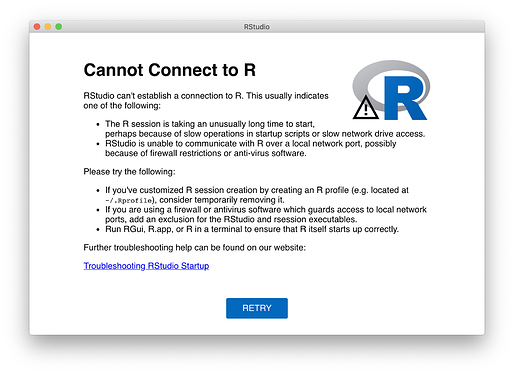 RStudio
Cannot Connect to R
R
RStudio can't establish a connection to R. This usually indicates
one of the following:
• The R session is taking an unusually long time to start,
perhaps because of slow operations in startup scripts or slow network drive access.
• RStudio is unable to communicate with R over a local network port, possibly
because of firewall restrictions or anti-virus software.
Please try the following:
• If you've customized R session creation by creating an R profile (e.g. located at
~/.Rprofile), consider temporarily removing it.
• If you are using a firewall or antivirus software which guards access to local network
ports, add an exclusion for the RStudio and rsession executables.
• Run RGui, R.app, or R in a terminal to ensure that R itself starts up correctly.
Further troubleshooting help can be found on our website:
Troubleshooting RStudio Startup
RETRY